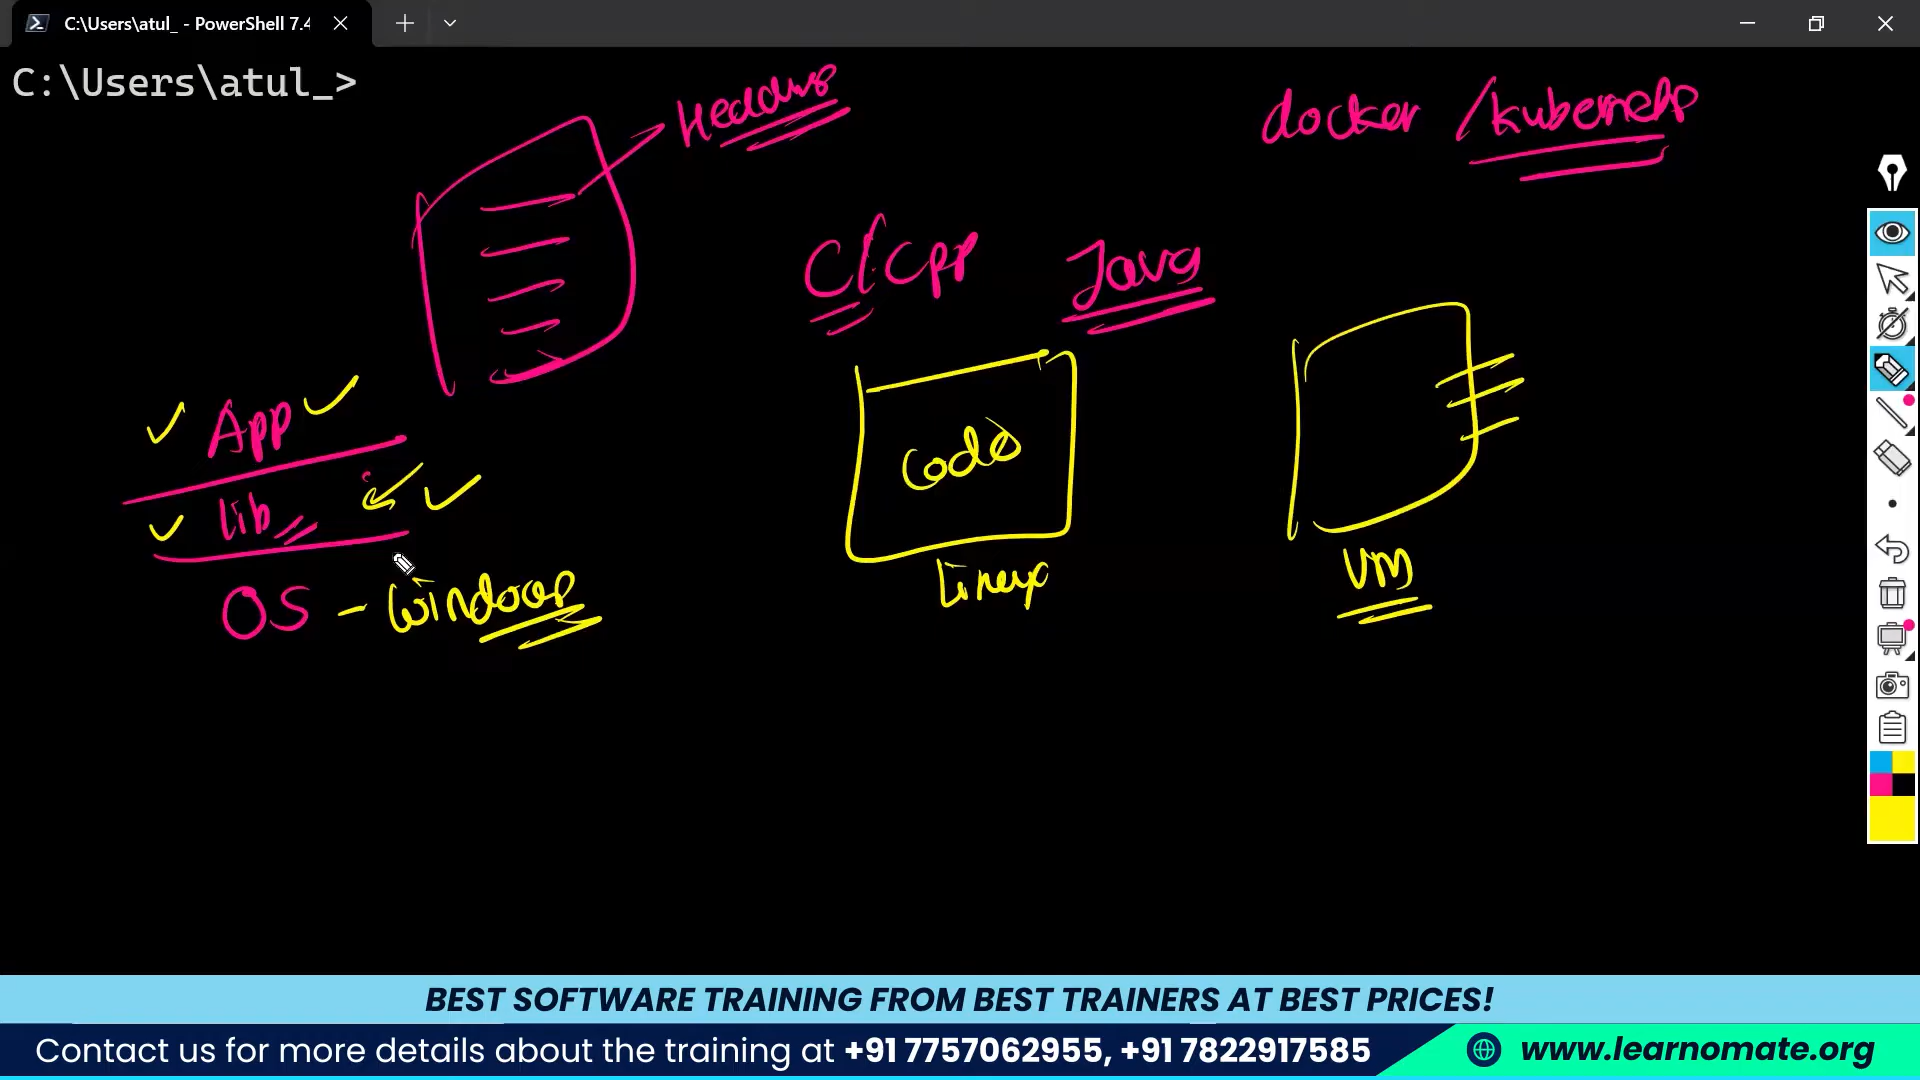 C:\Users\atul_ - PowerShell 7.4
C:\Users\atul_>
docker / kubernetes
C/Cpp Java
App
lib
OS - Windows
Code
Linux
VM
BEST SOFTWARE TRAINING FROM BEST TRAINERS AT BEST PRICES!
Contact us for more details about the training at +91 7757062955, +91 7822917585
www.learnomate.org